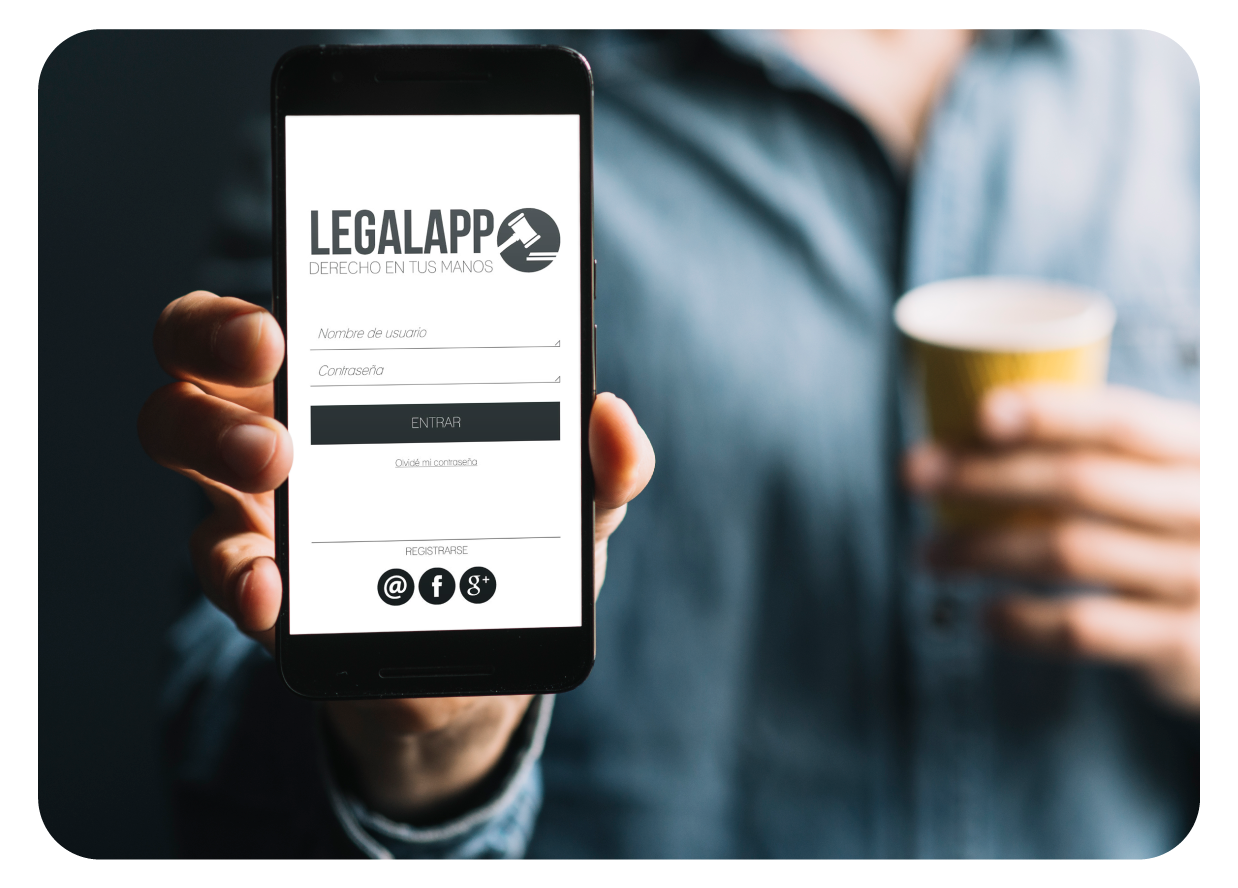 LEGALAPP
DERECHO EN TUS MANOS
Nombre de usuario
Contraseña
ENTRAR
Olvidé mi contraseña
REGISTRARSE
@ f g+